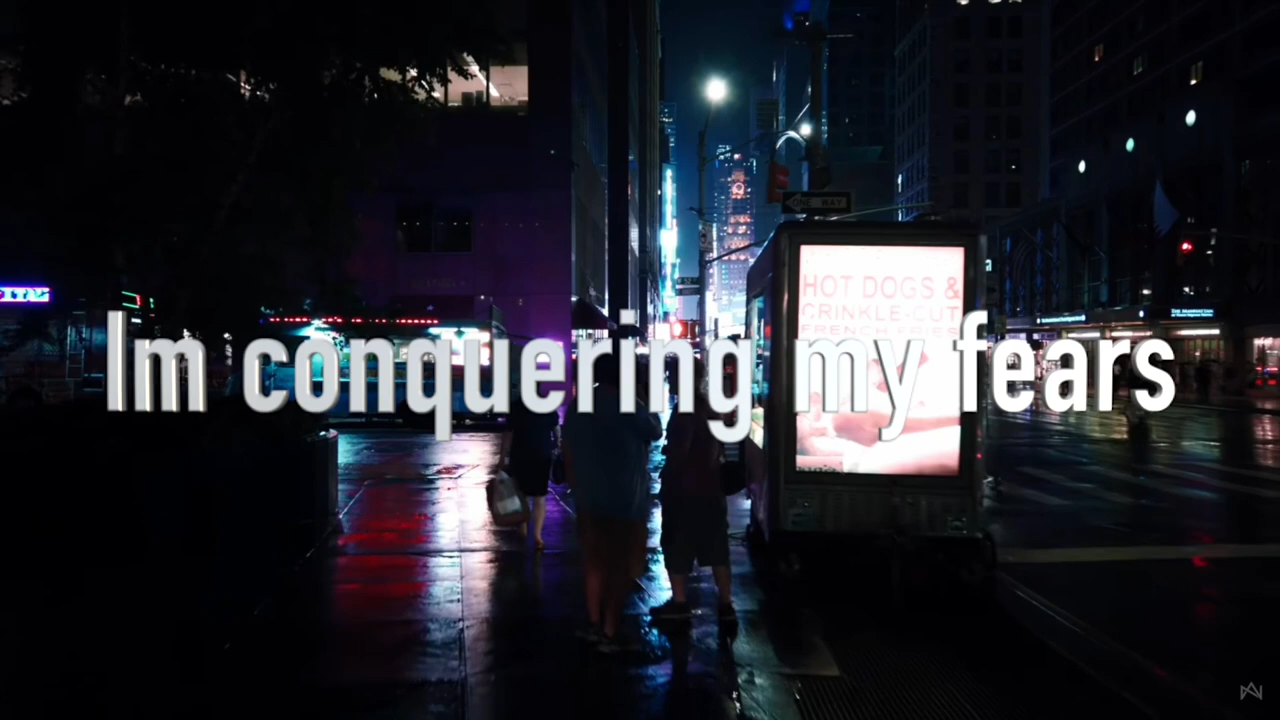 ONE WAY
HOT DOGS &
CRINKLE-CUT
FRENCH FRIES
Im conquering my fears